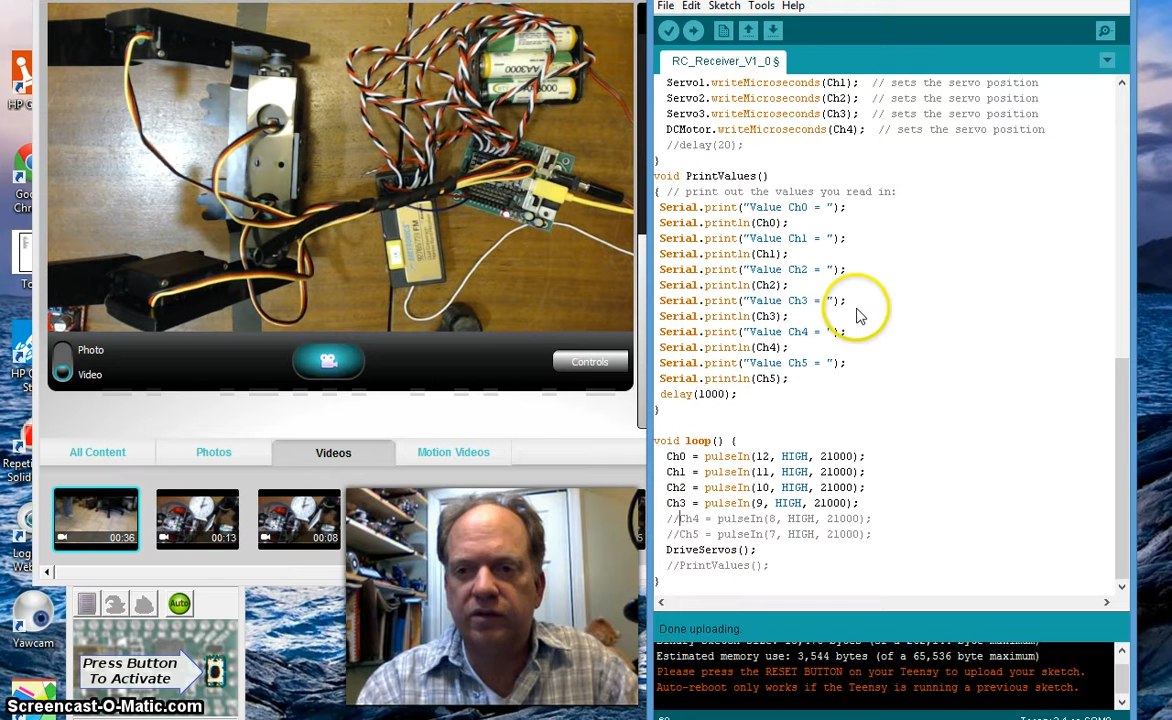 File Edit Sketch Tools Help
RC_Receiver_V1_0 §
Servo1.writeMicroseconds(Ch1); // sets the servo position
Servo2.writeMicroseconds(Ch2); // sets the servo position
Servo3.writeMicroseconds(Ch3); // sets the servo position
DCMotor.writeMicroseconds(Ch4); // sets the servo position
//delay(20);
}
void PrintValues()
{ // print out the values you read in:
Serial.print("Value Ch0 = ");
Serial.println(Ch0);
Serial.print("Value Ch1 = ");
Serial.println(Ch1);
Serial.print("Value Ch2 = ");
Serial.println(Ch2);
Serial.print("Value Ch3 = ");
Serial.println(Ch3);
Serial.print("Value Ch4 = ");
Serial.println(Ch4);
Serial.print("Value Ch5 = ");
Serial.println(Ch5);
delay(1000);
}
void loop() {
Ch0 = pulseIn(12, HIGH, 21000);
Ch1 = pulseIn(11, HIGH, 21000);
Ch2 = pulseIn(10, HIGH, 21000);
Ch3 = pulseIn(9, HIGH, 21000);
//Ch4 = pulseIn(8, HIGH, 21000);
//Ch5 = pulseIn(7, HIGH, 21000);
DriveServos();
//PrintValues();
}
Done uploading.
Estimated memory use: 3,544 bytes (of a 65,536 byte maximum)
Please press the RESET BUTTON on your Teensy to upload your sketch.
Auto-reboot only works if the Teensy is running a previous sketch.
Photo
Video
Controls
All Content Photos Videos Motion Videos
00:36 00:13 00:08
Auto
Press Button
To Activate
Yawcam
Screencast-O-Matic.com